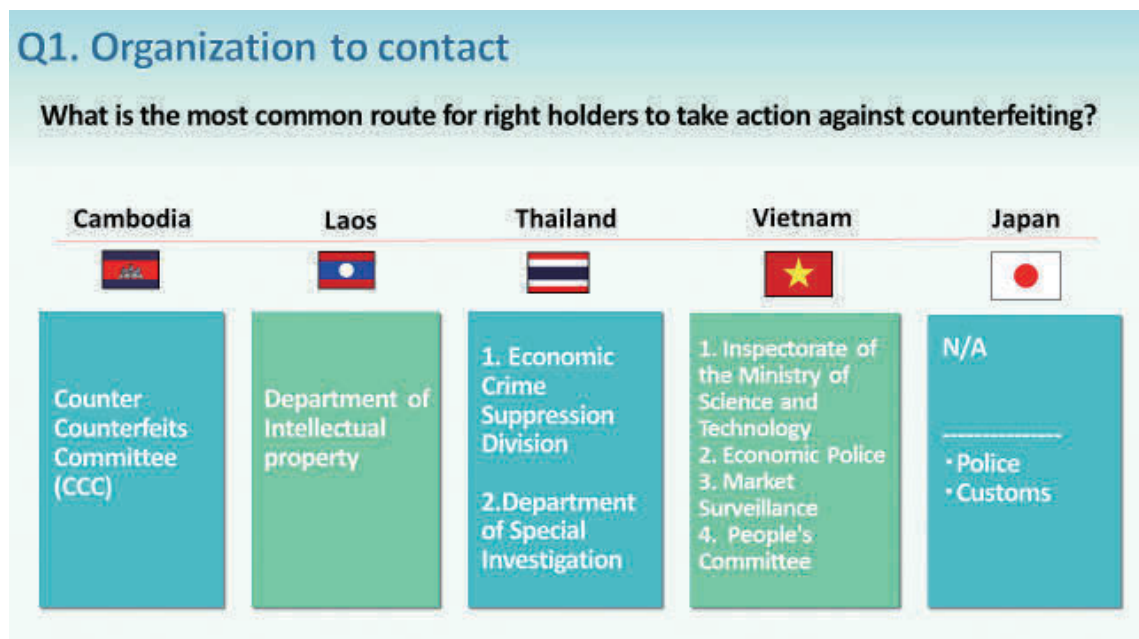 Q1. Organization to contact
What is the most common route for right holders to take action against counterfeiting?
Cambodia
Laos
Thailand
Vietnam
Japan
Counter
Counterfeits
Committee
(CCC)
Department of
Intellectual
property
1. Economic
Crime
Suppression
Division
2.Department
of Special
Investigation
1. Inspectorate of
the Ministry of
Science and
Technology
2. Economic Police
3. Market
Surveillance
4. People's
Committee
N/A
・Police
・Customs